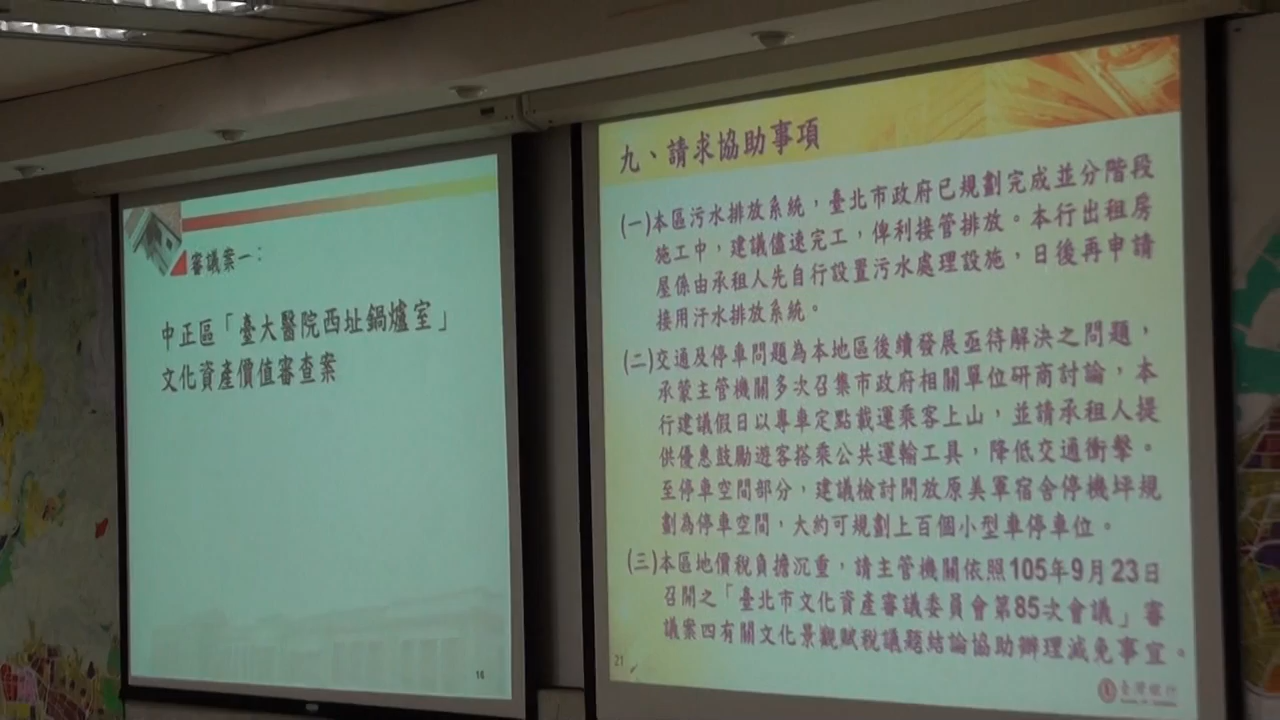 審議案一：
中正區「臺大醫院西址鍋爐室」
文化資產價值審查案
16
九、請求協助事項
(一)本區污水排放系統，臺北市政府已規劃完成並分階段
施工中，建議儘速完工，俾利接管排放。本行出租房
屋係由承租人先自行設置污水處理設施，日後再申請
接用汙水排放系統。
(二)交通及停車問題為本地區後續發展亟待解決之問題，
承蒙主管機關多次召集市政府相關單位研商討論，本
行建議假日以專車定點載運乘客上山，並請承租人提
供優惠鼓勵遊客搭乘公共運輸工具，降低交通衝擊。
至停車空間部分，建議檢討開放原美軍宿舍停機坪規
劃為停車空間，大約可規劃上百個小型車停車位。
(三)本區地價稅負擔沉重，請主管機關依照105年9月23日
召開之「臺北市文化資產審議委員會第85次會議」審
議案四有關文化景觀賦稅議題結論協助辦理減免事宜。
21
臺灣銀行